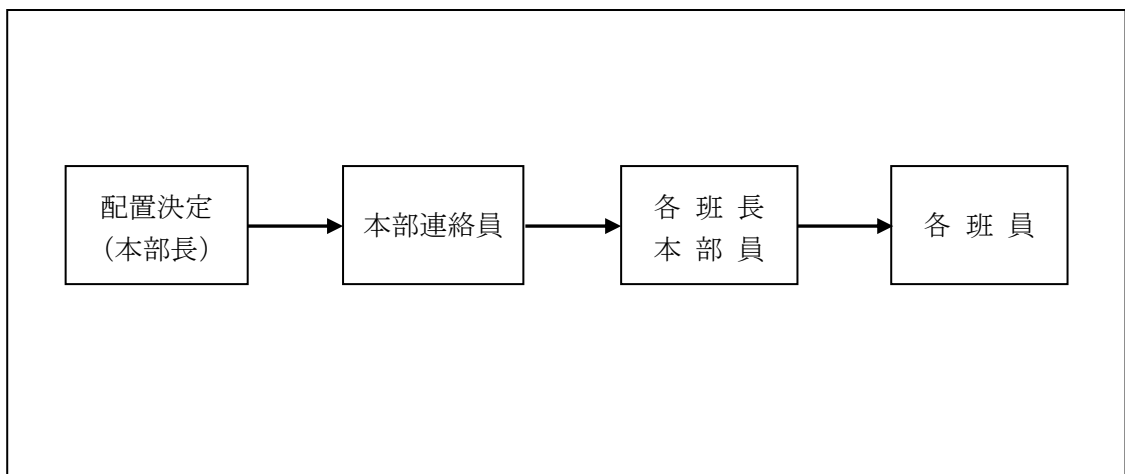 配置決定
(本部長)
本部連絡員
各 班 長
本 部 員
各 班 員